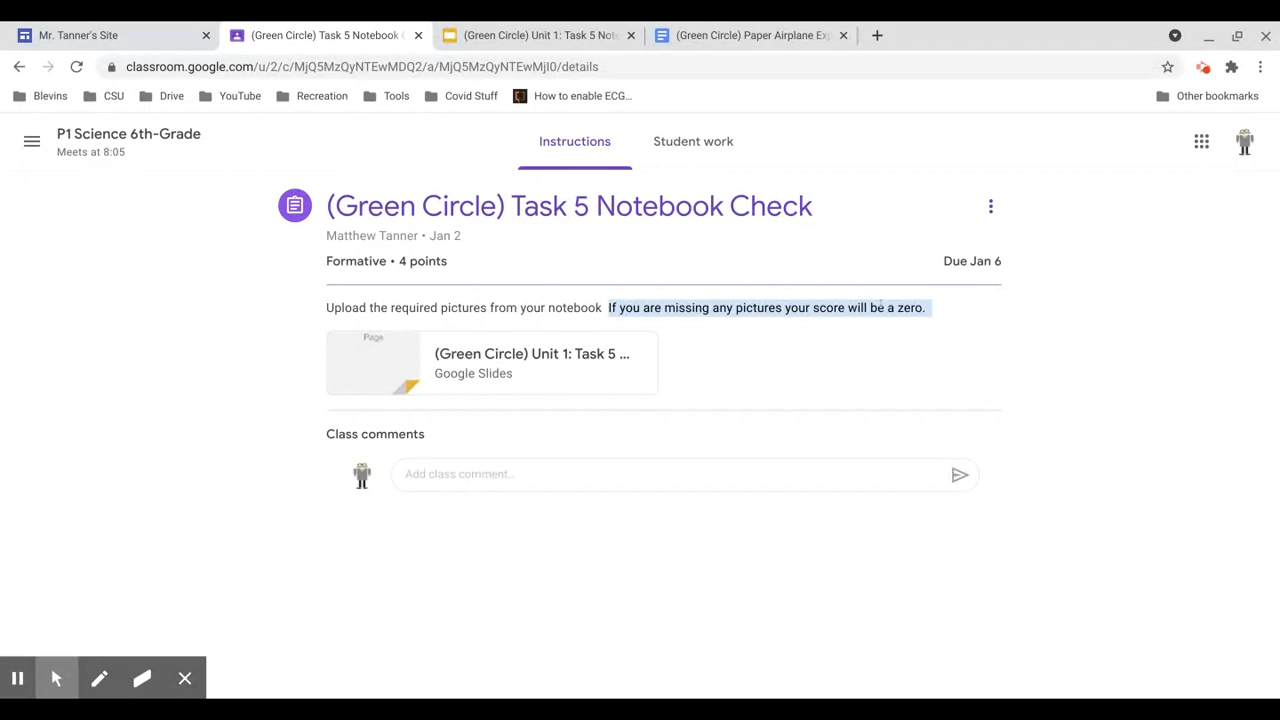 Mr. Tanner's Site
(Green Circle) Task 5 Notebook C
(Green Circle) Unit 1: Task 5 Not
(Green Circle) Paper Airplane Exp
classroom.google.com/u/2/c/MjQ5MzQyNTEwMDQ2/a/MjQ5MzQyNTEwMjI0/details
Blevins
CSU
Drive
YouTube
Recreation
Tools
Covid Stuff
How to enable ECG...
Other bookmarks
P1 Science 6th-Grade
Meets at 8:05
Instructions
Student work
(Green Circle) Task 5 Notebook Check
Matthew Tanner • Jan 2
Formative • 4 points
Due Jan 6
Upload the required pictures from your notebook If you are missing any pictures your score will be a zero.
Page
(Green Circle) Unit 1: Task 5 ...
Google Slides
Class comments
Add class comment...